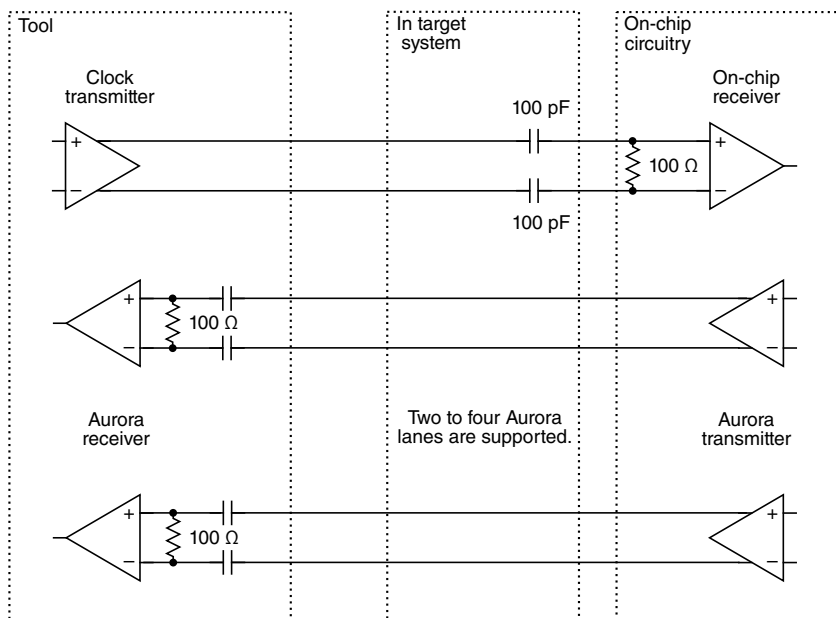 Tool
In target
system
On-chip
circuitry
Clock
transmitter
On-chip
receiver
100 pF
+
+
100 Ω
−
−
100 pF
+
+
100 Ω
−
−
Aurora
receiver
Two to four Aurora
lanes are supported.
Aurora
transmitter
+
+
100 Ω
−
−